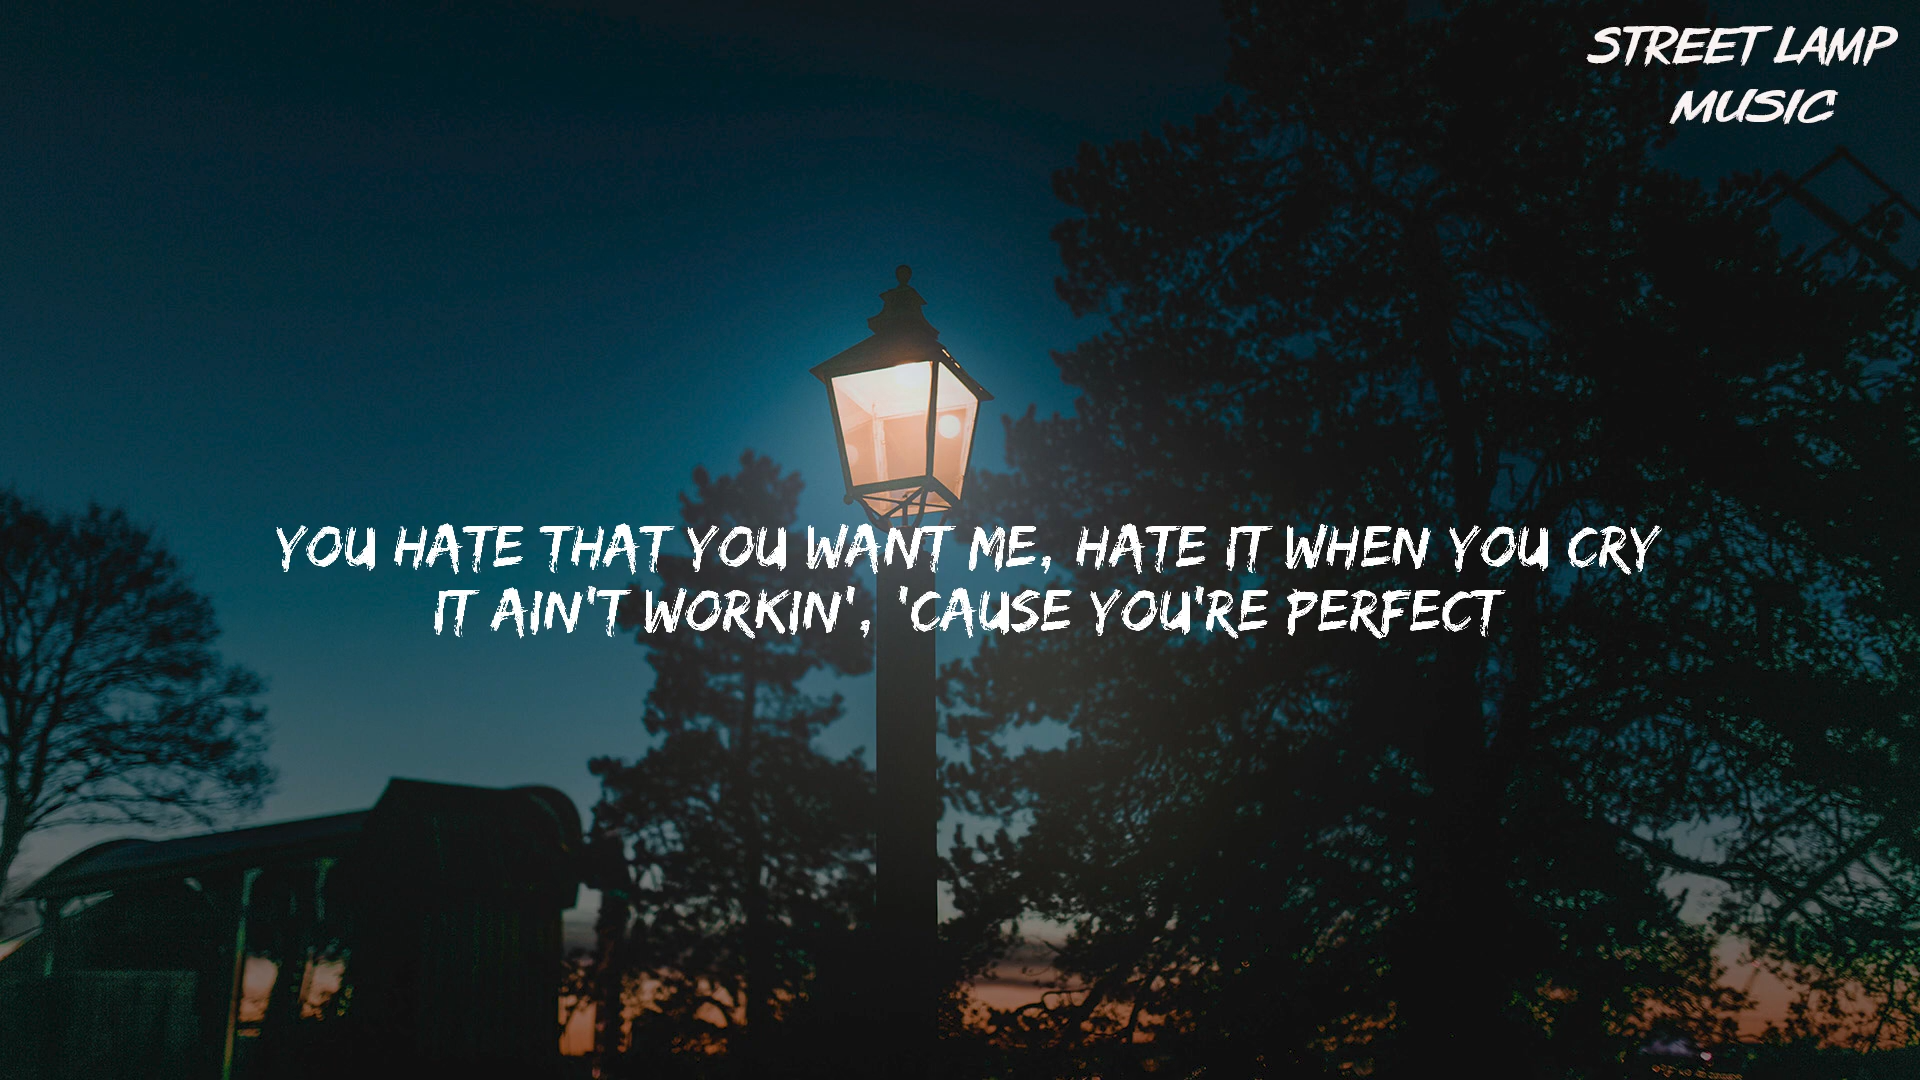 STREET LAMP
MUSIC
YOU HATE THAT YOU WANT ME, HATE IT WHEN YOU CRY
IT AIN'T WORKIN', 'CAUSE YOU'RE PERFECT